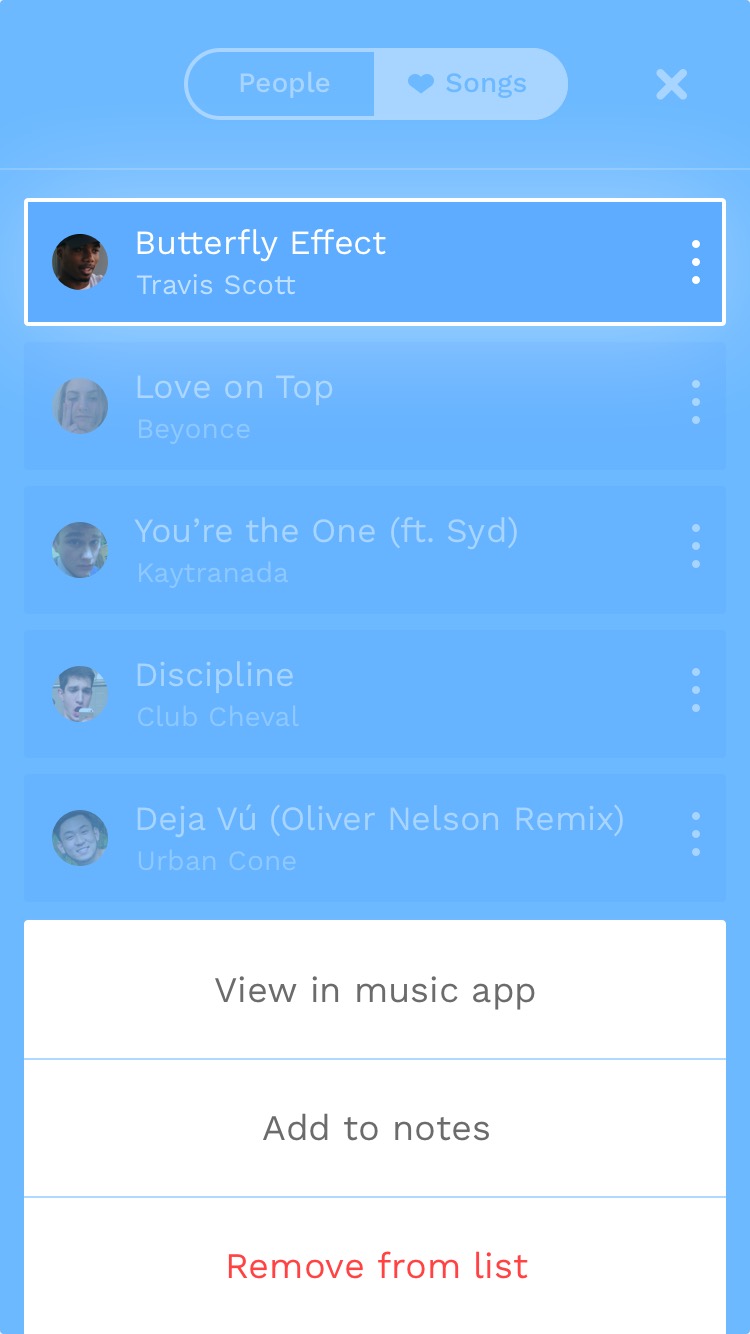 People
Songs
Butterfly Effect
Travis Scott
Love on Top
Beyonce
You’re the One (ft. Syd)
Kaytranada
Discipline
Club Cheval
Deja Vú (Oliver Nelson Remix)
Urban Cone
View in music app
Add to notes
Remove from list